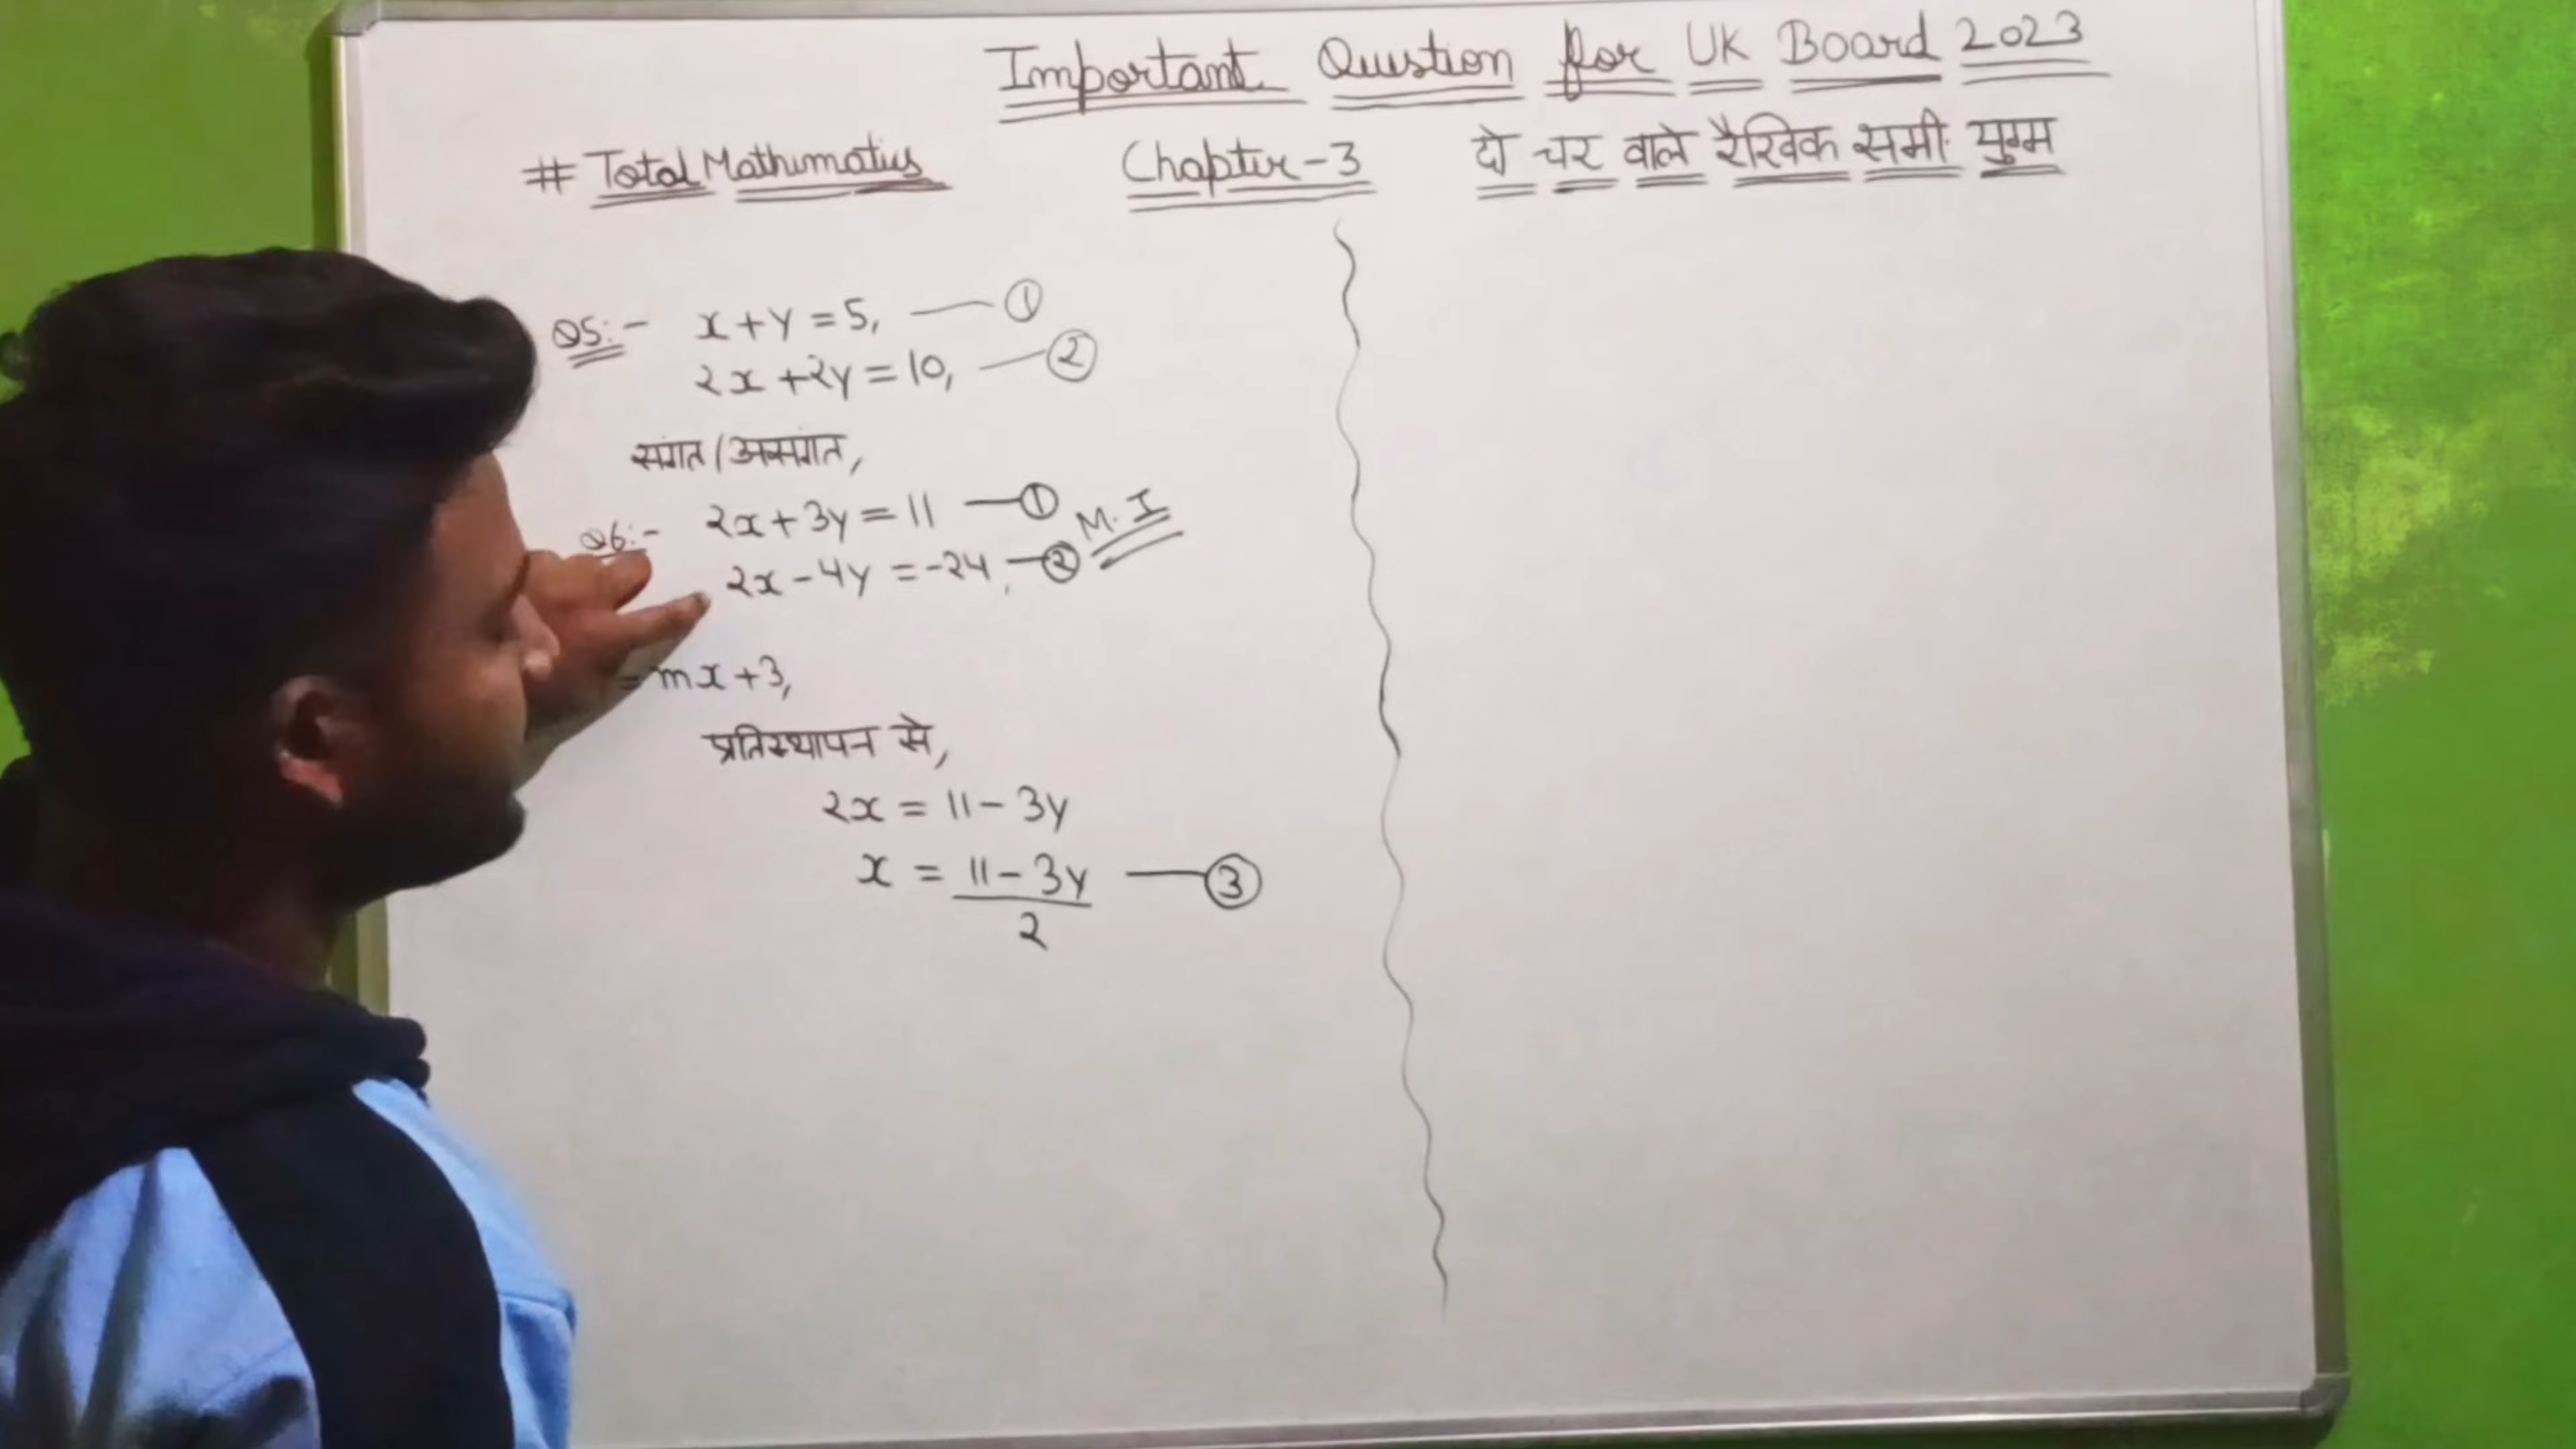 Important Question for UK Board 2023
# Total Mathematics Chapter-3 दो चर वाले रैखिक समी. युग्म
Q5:- x+y=5, —①
2x+2y=10, —②
संगत/असंगत,
Q6:- 2x+3y=11 —① M.I
2x-4y=-24, —②
= mx+3,
प्रतिस्थापन से,
2x = 11-3y
x = 11-3y —③
2